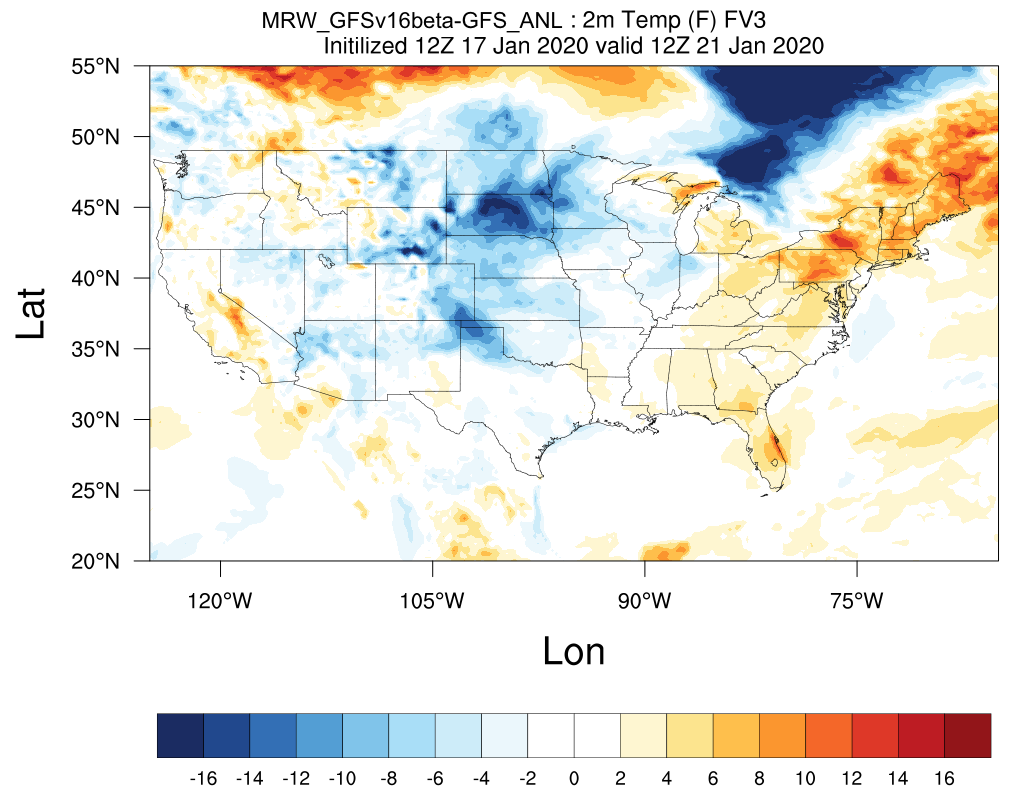 MRW_GFSv16beta-GFS_ANL : 2m Temp (F) FV3
Initilized 12Z 17 Jan 2020 valid 12Z 21 Jan 2020
55°N
50°N
45°N
40°N
35°N
30°N
25°N
20°N
Lat
120°W 105°W 90°W 75°W
Lon
-16 -14 -12 -10 -8 -6 -4 -2 0 2 4 6 8 10 12 14 16